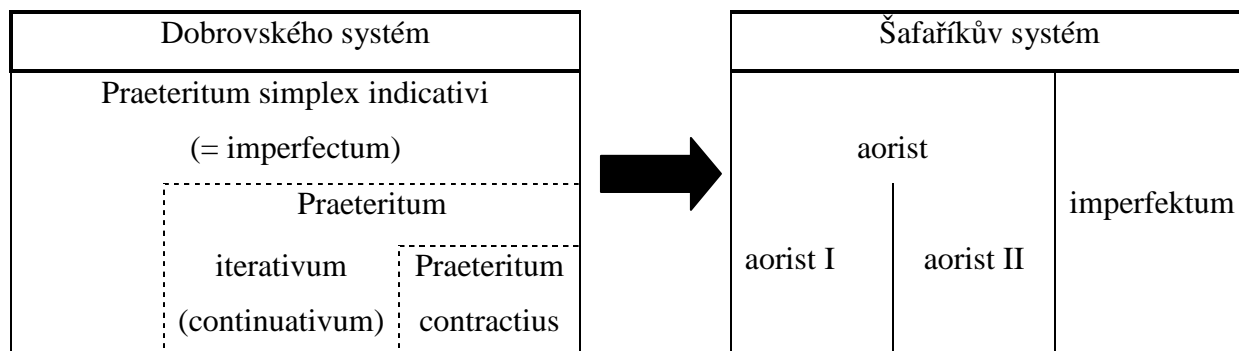 Dobrovského systém
Praeteritum simplex indicativi
(= imperfectum)
Praeteritum
iterativum
(continuativum)
Praeteritum
contractius
Šafaříkův systém
aorist
aorist I
aorist II
imperfektum